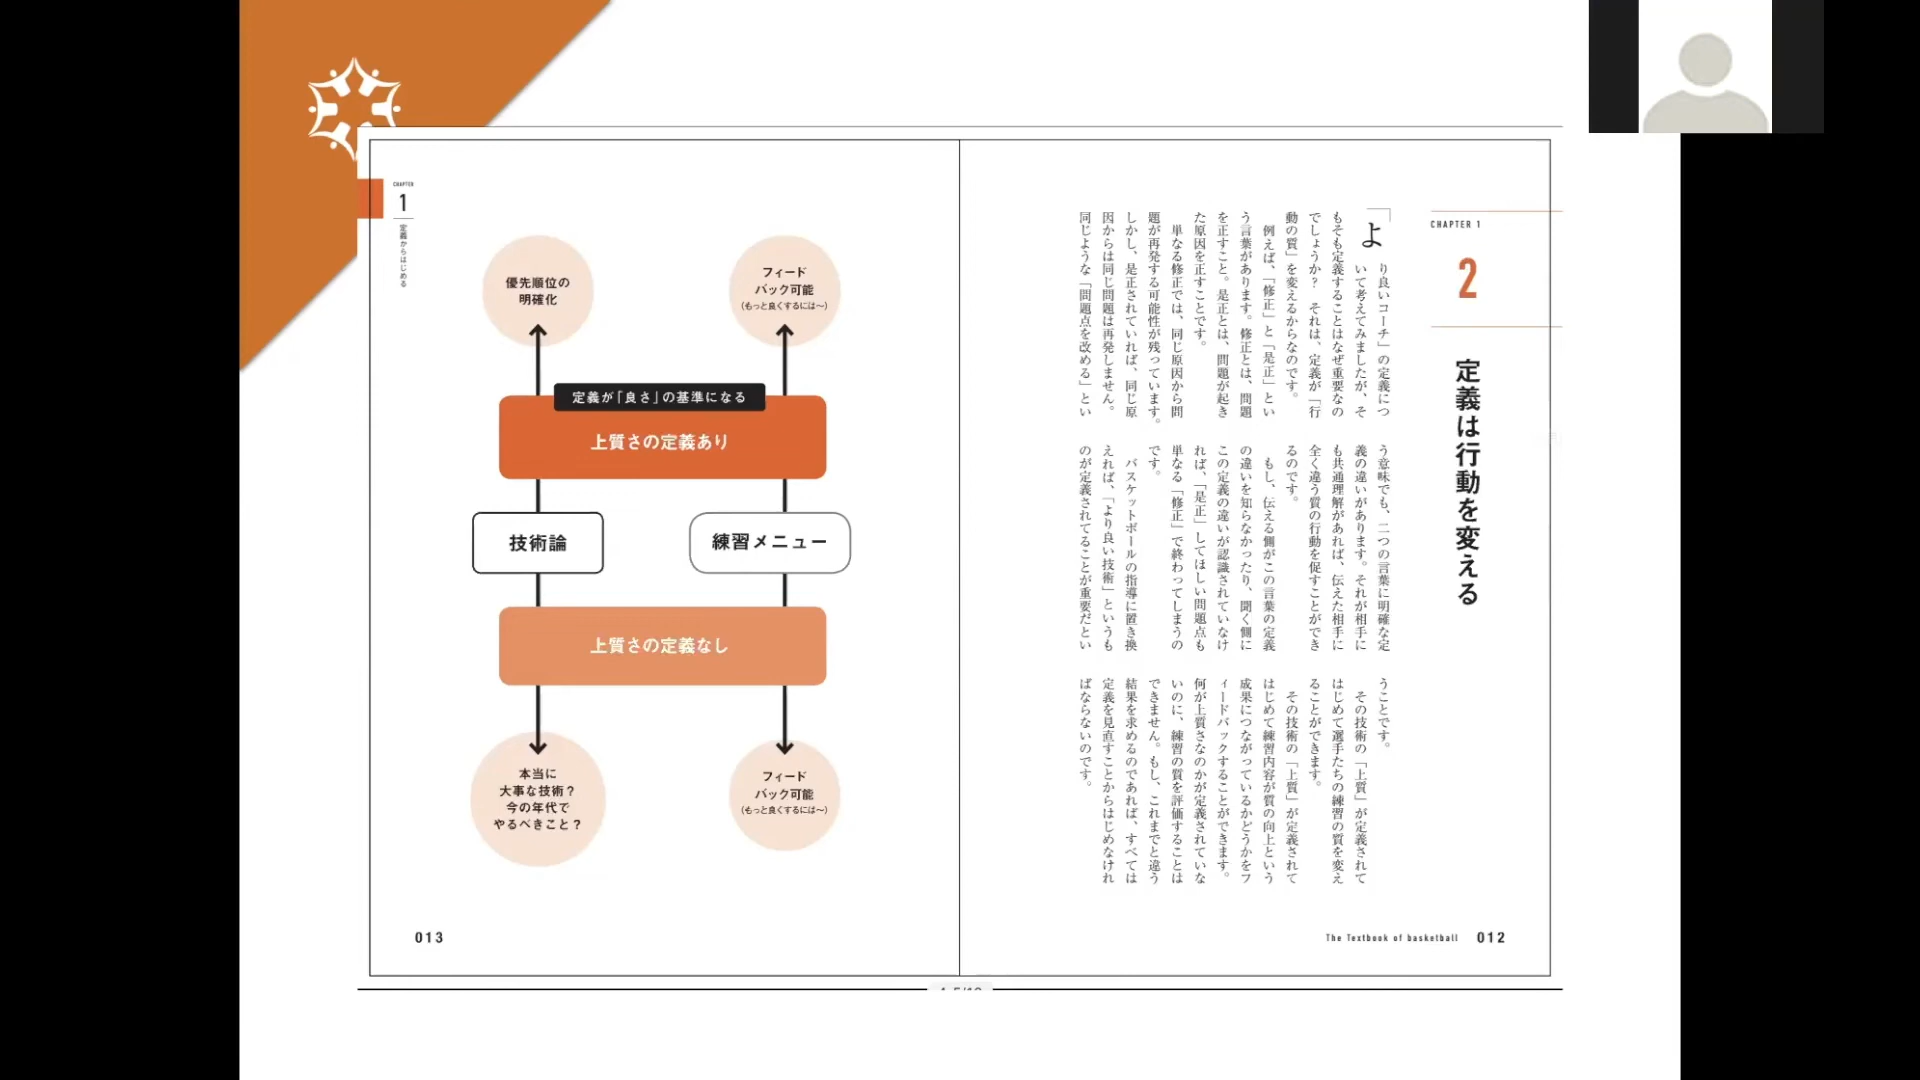 CHAPTER 1
2
定義は行動を変える
「よ
り良いコーチ」の定義につ
いて考えてみましたが、そ
もそも定義することはなぜ重要なの
でしょうか? それは、定義が「行
動の質」を変えるからなのです。
例えば、「修正」と「是正」とい
う言葉があります。修正とは、問題
を正すこと。是正とは、問題が起き
た原因を正すことです。
単なる修正では、同じ原因から問
題が再発する可能性が残っています。
しかし、是正されていれば、同じ原
因からは同じ問題は再発しません。
同じような「問題点を改める」とい
う意味でも、二つの言葉に明確な定
義の違いがあります。それが相手に
も共通理解があれば、伝えた相手に
全く違う質の行動を促すことができ
るのです。
もし、伝える側がこの言葉の定義
の違いを知らなかったり、聞く側に
この定義の違いが認識されていなけ
れば、「是正」してほしい問題点も
単なる「修正」で終わってしまうの
です。
バスケットボールの指導に置き換
えれば、「より良い技術」というも
のが定義されてることが重要だとい
うことです。
その技術の「上質」が定義されて
はじめて選手たちの練習の質を変え
ることができます。
その技術の「上質」が定義されて
はじめて練習内容が質の向上という
成果につながっているかどうかをフ
ィードバックすることができます。
何が上質さなのかが定義されていな
いのに、練習の質を評価することは
できません。もし、これまでと違う
結果を求めるのであれば、すべては
定義を見直すことからはじめなけれ
ばならないのです。
The Textbook of basketball 012
CHAPTER
1
定義からはじめる
優先順位の
明確化
フィード
バック可能
(もっと良くするには〜)
定義が「良さ」の基準になる
上質さの定義あり
技術論
練習メニュー
上質さの定義なし
本当に
大事な技術?
今の年代で
やるべきこと?
フィード
バック可能
(もっと良くするには〜)
013